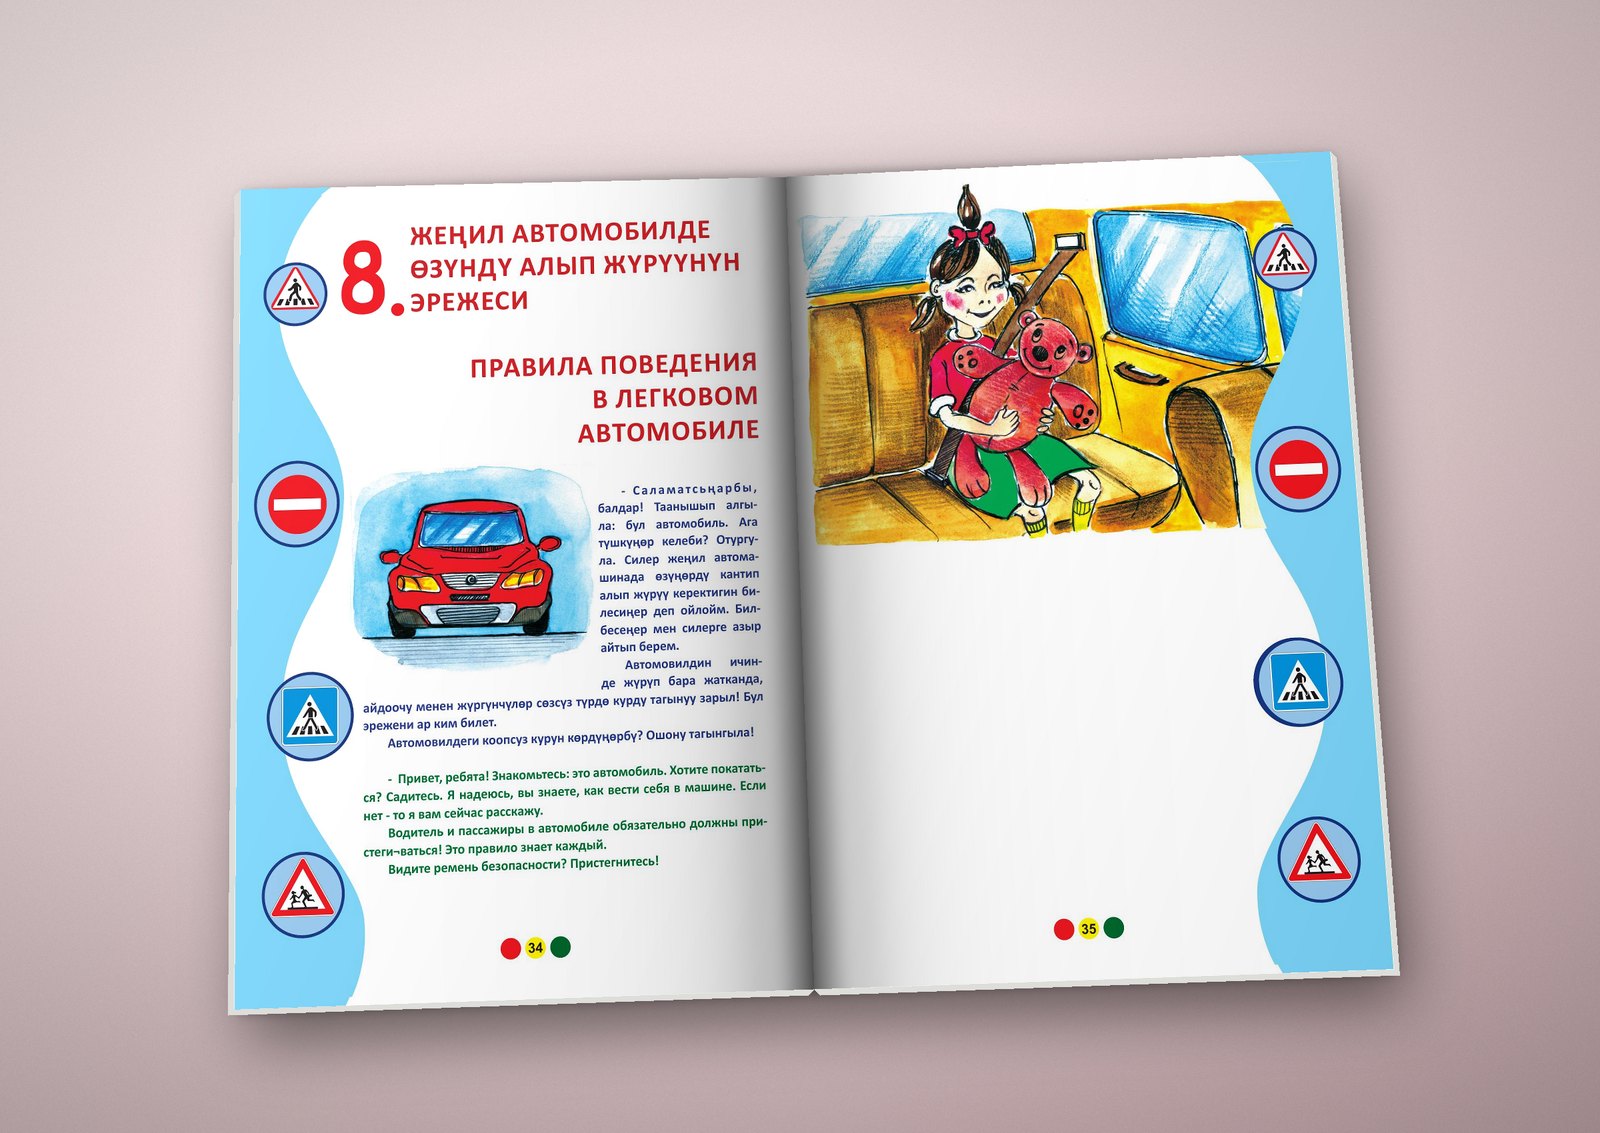 8.
ЖЕҢИЛ АВТОМОБИЛДЕ
ӨЗҮНДҮ АЛЫП ЖҮРҮҮНҮН
ЭРЕЖЕСИ
ПРАВИЛА ПОВЕДЕНИЯ
В ЛЕГКОВОМ
АВТОМОБИЛЕ
- Саламатсьңарбы,
балдар! Таанышып алгы-
ла: бул автомобиль. Ага
түшкүңөр келеби? Отургу-
ла. Силер жеңил автома-
шинада өзүңөрдү кантип
алып жүрүү керектигин би-
лесиңер деп ойлойм. Бил-
бесеңер мен силерге азыр
айтып берем.
Автомовилдин ичин-
де жүрүп бара жатканда,
айдоочу менен жүргүнчүлөр сөзсүз түрдө курду тагынуу зарыл! Бул
эрежени ар ким билет.
Автомовилдеги коопсуз курун көрдүңөрбү? Ошону тагынгыла!
- Привет, ребята! Знакомьтесь: это автомобиль. Хотите покатать-
ся? Садитесь. Я надеюсь, вы знаете, как вести себя в машине. Если
нет - то я вам сейчас расскажу.
Водитель и пассажиры в автомобиле обязательно должны при-
стеги¬ваться! Это правило знает каждый.
Видите ремень безопасности? Пристегнитесь!
34
35